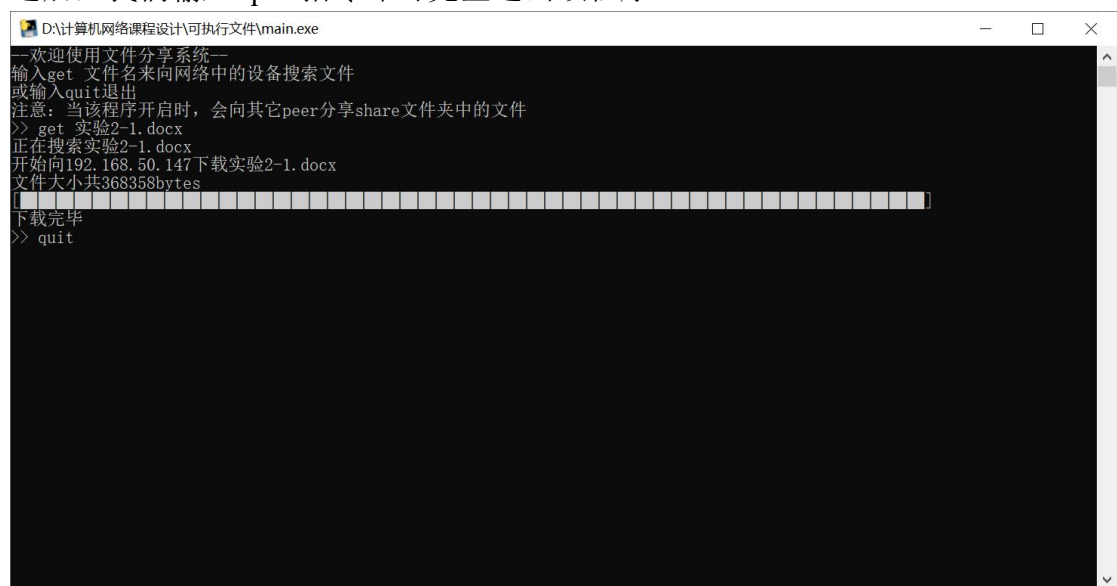 D:\计算机网络课程设计\可执行文件\main.exe
--欢迎使用文件分享系统--
输入get 文件名来向网络中的设备搜索文件
或输入quit退出
注意：当该程序开启时，会向其它peer分享share文件夹中的文件
>> get 实验2-1.docx
正在搜索实验2-1.docx
开始向192.168.50.147下载实验2-1.docx
文件大小共368358bytes
[██████████████████████████████████████████████████]
下载完毕
>> quit